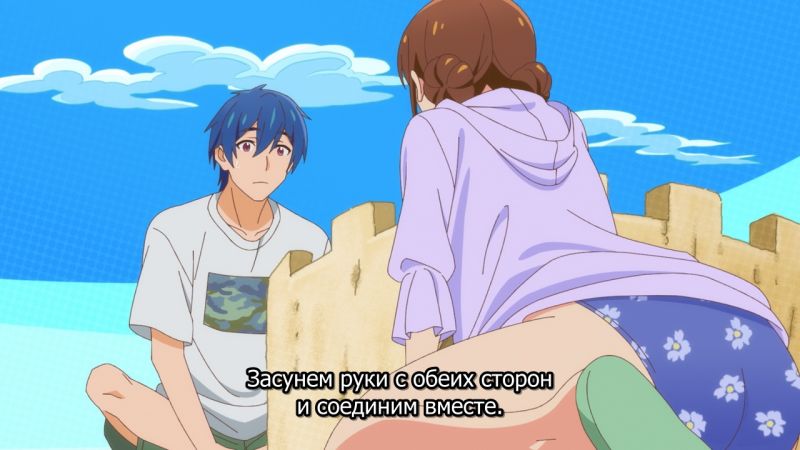 Засунем руки с обеих сторон
и соединим вместе.